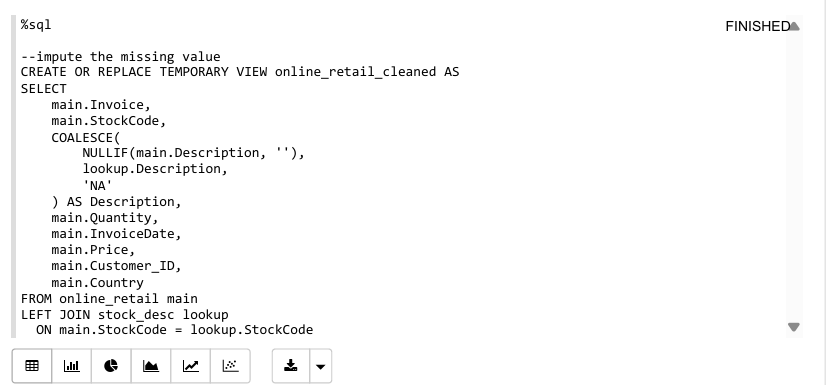 %sql
FINISHED
--impute the missing value
CREATE OR REPLACE TEMPORARY VIEW online_retail_cleaned AS
SELECT
    main.Invoice,
    main.StockCode,
    COALESCE(
        NULLIF(main.Description, ''),
        lookup.Description,
        'NA'
    ) AS Description,
    main.Quantity,
    main.InvoiceDate,
    main.Price,
    main.Customer_ID,
    main.Country
FROM online_retail main
LEFT JOIN stock_desc lookup
  ON main.StockCode = lookup.StockCode